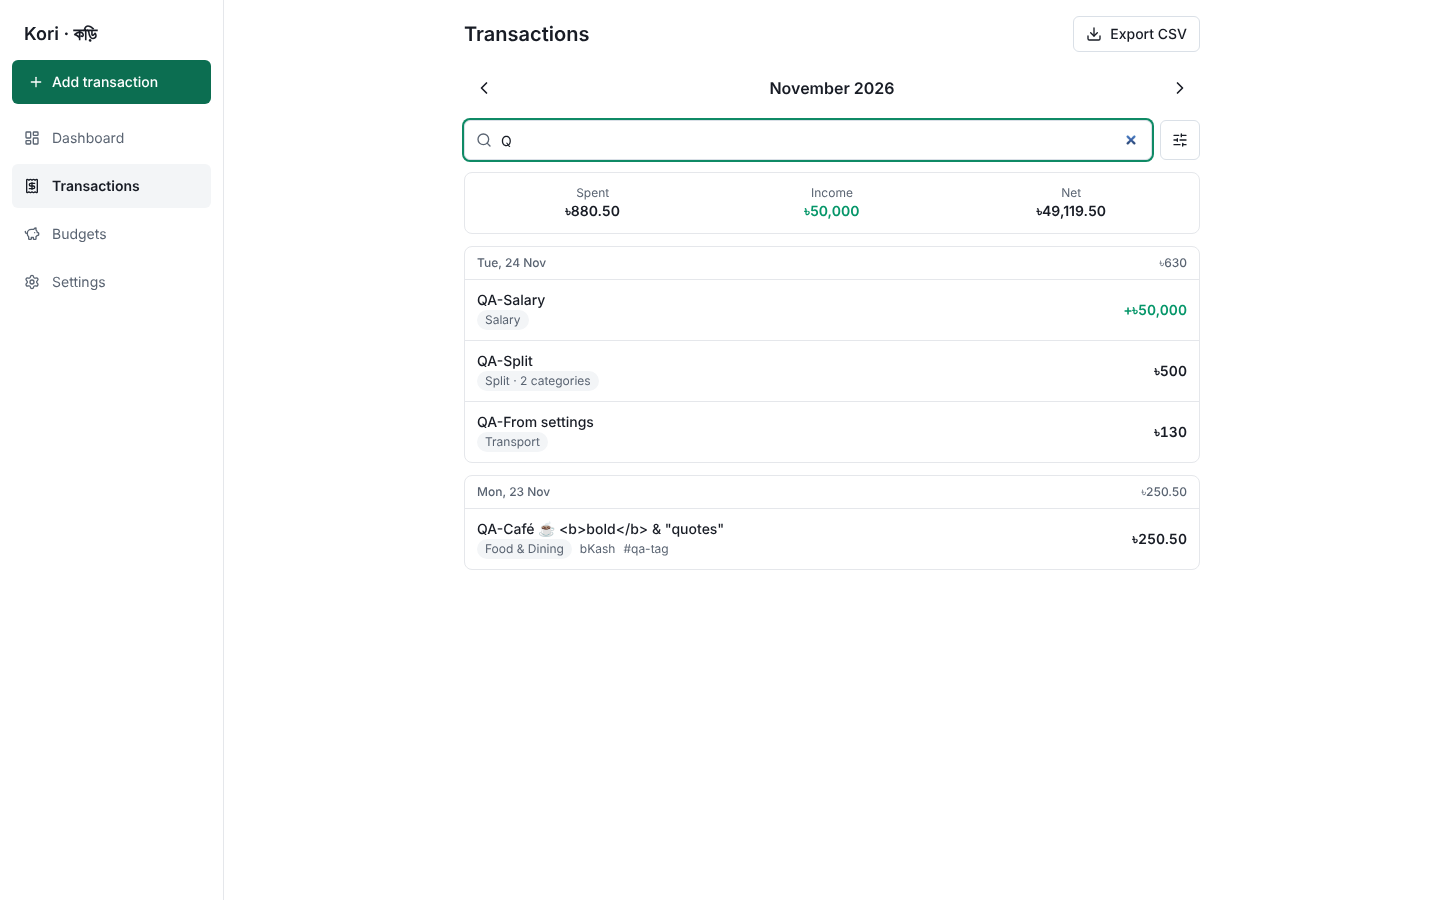 Kori · কড়ি
Add transaction
Dashboard
Transactions
Budgets
Settings
Transactions
Export CSV
November 2026
Q
Spent
৳880.50
Income
৳50,000
Net
৳49,119.50
Tue, 24 Nov
৳630
QA-Salary
Salary
+৳50,000
QA-Split
Split · 2 categories
৳500
QA-From settings
Transport
৳130
Mon, 23 Nov
৳250.50
QA-Café ☕ <b>bold</b> & "quotes"
Food & Dining bKash #qa-tag
৳250.50